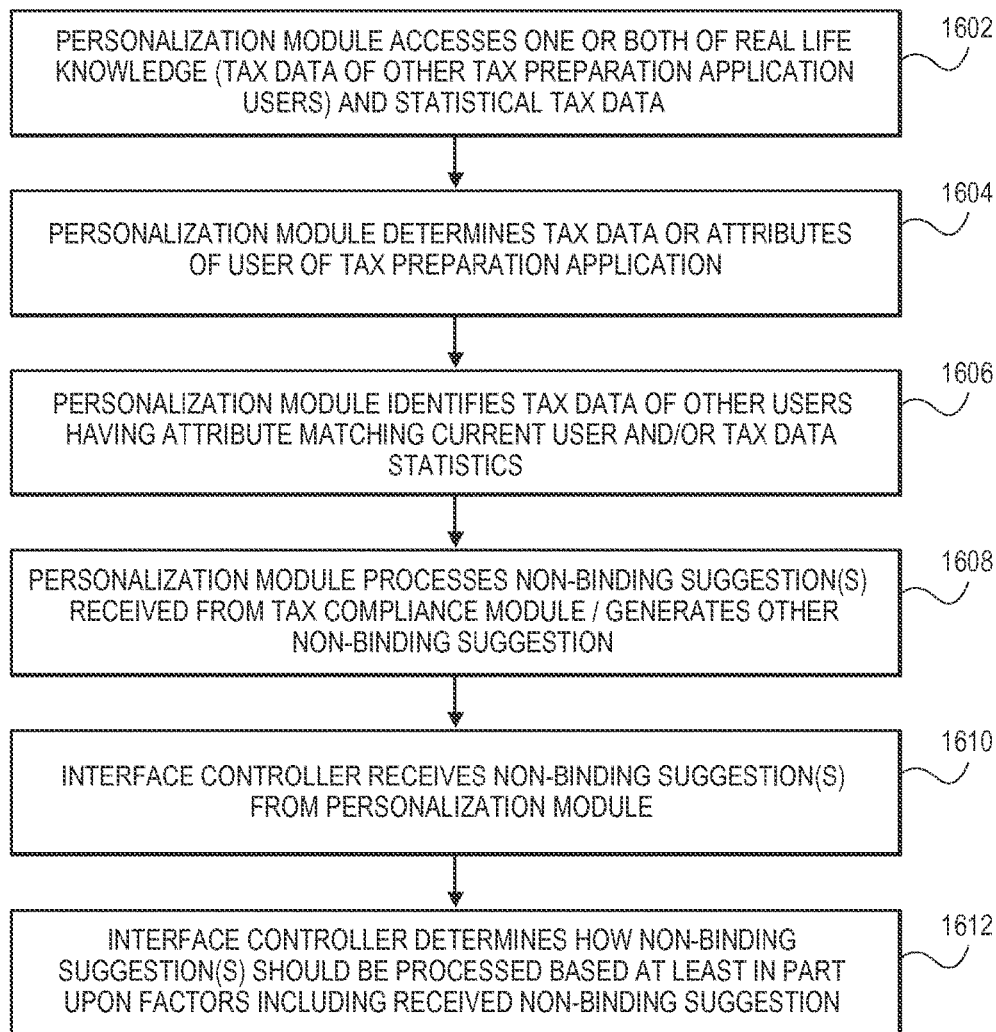 PERSONALIZATION MODULE ACCESSES ONE OR BOTH OF REAL LIFE
KNOWLEDGE (TAX DATA OF OTHER TAX PREPARATION APPLICATION
USERS) AND STATISTICAL TAX DATA
1602
PERSONALIZATION MODULE DETERMINES TAX DATA OR ATTRIBUTES
OF USER OF TAX PREPARATION APPLICATION
1604
PERSONALIZATION MODULE IDENTIFIES TAX DATA OF OTHER USERS
HAVING ATTRIBUTE MATCHING CURRENT USER AND/OR TAX DATA
STATISTICS
1606
PERSONALIZATION MODULE PROCESSES NON-BINDING SUGGESTION(S)
RECEIVED FROM TAX COMPLIANCE MODULE / GENERATES OTHER
NON-BINDING SUGGESTION
1608
INTERFACE CONTROLLER RECEIVES NON-BINDING SUGGESTION(S)
FROM PERSONALIZATION MODULE
1610
INTERFACE CONTROLLER DETERMINES HOW NON-BINDING
SUGGESTION(S) SHOULD BE PROCESSED BASED AT LEAST IN PART
UPON FACTORS INCLUDING RECEIVED NON-BINDING SUGGESTION
1612